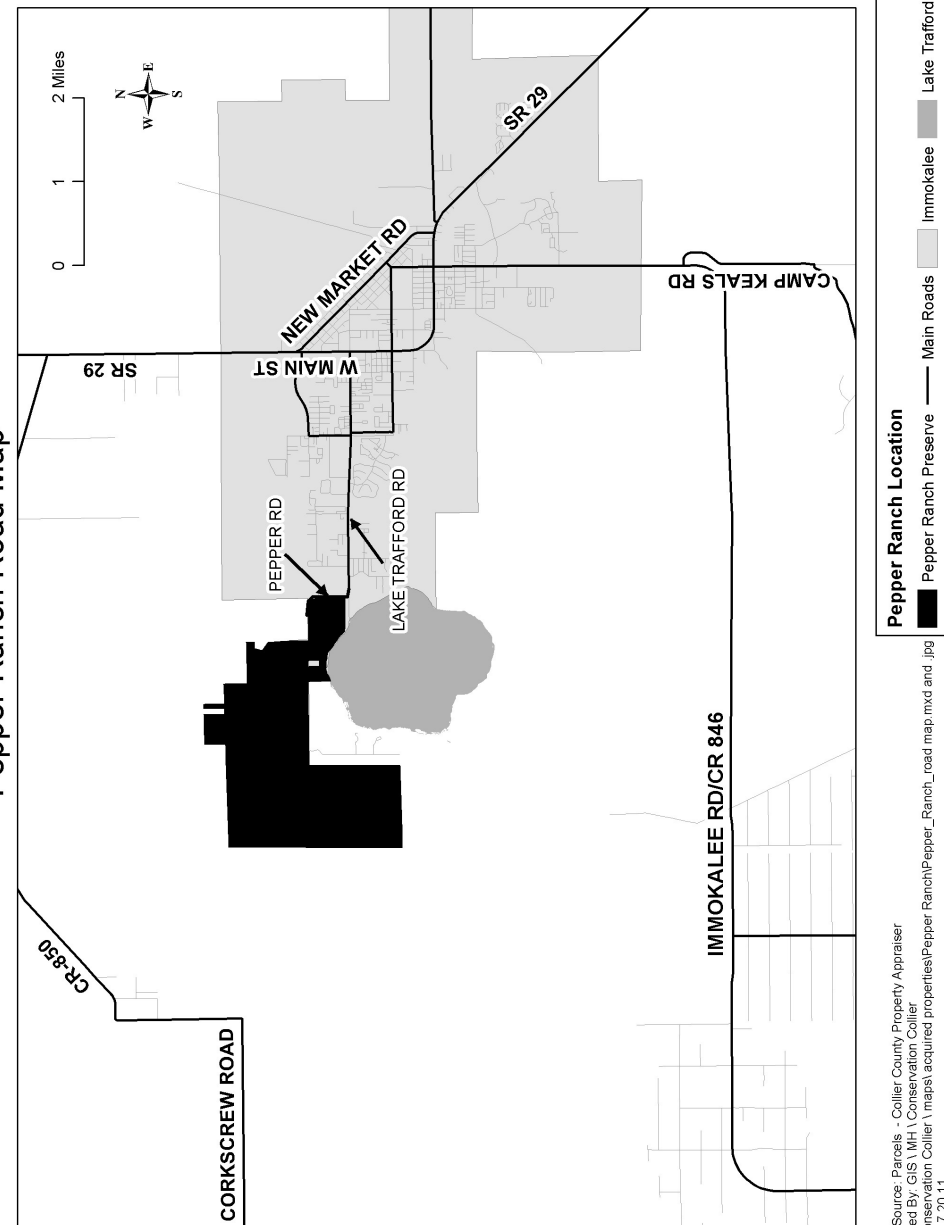 Pepper Ranch Road Map
0 1 2 Miles
N
W E
S
SR 29
CR-850
CORKSCREW ROAD
NEW MARKET RD
W MAIN ST
PEPPER RD
LAKE TRAFFORD RD
SR 29
CAMP KEALS RD
IMMOKALEE RD/CR 846
Pepper Ranch Location
Pepper Ranch Preserve Main Roads Immokalee Lake Trafford
Source: Parcels - Collier County Property Appraiser
ed By: GIS \ MH \ Conservation Collier
nservation Collier \ maps\ acquired properties\Pepper Ranch\Pepper_Ranch_road map.mxd and .jpg
7.20.11